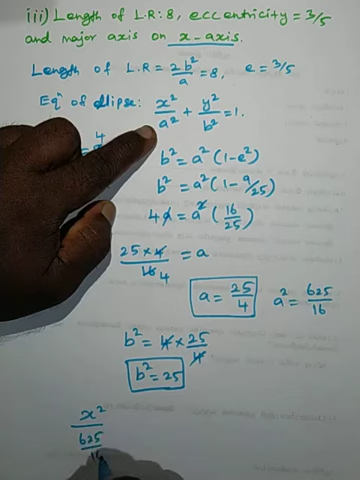 iii) Length of L.R: 8, eccentricity = 3/5
and major axis on x-axis.
Length of L.R = 2b²/a = 8, e = 3/5
Eqⁿ of ellipse: x²/a² + y²/b² = 1.
b² = a² (1-e²)
b² = a² (1 - 9/25)
4a = a² (16/25)
25 × 4/16 4 = a
a = 25/4 a² = 625/16
b² = 4 × 25/4
b² = 25
x²
625
16